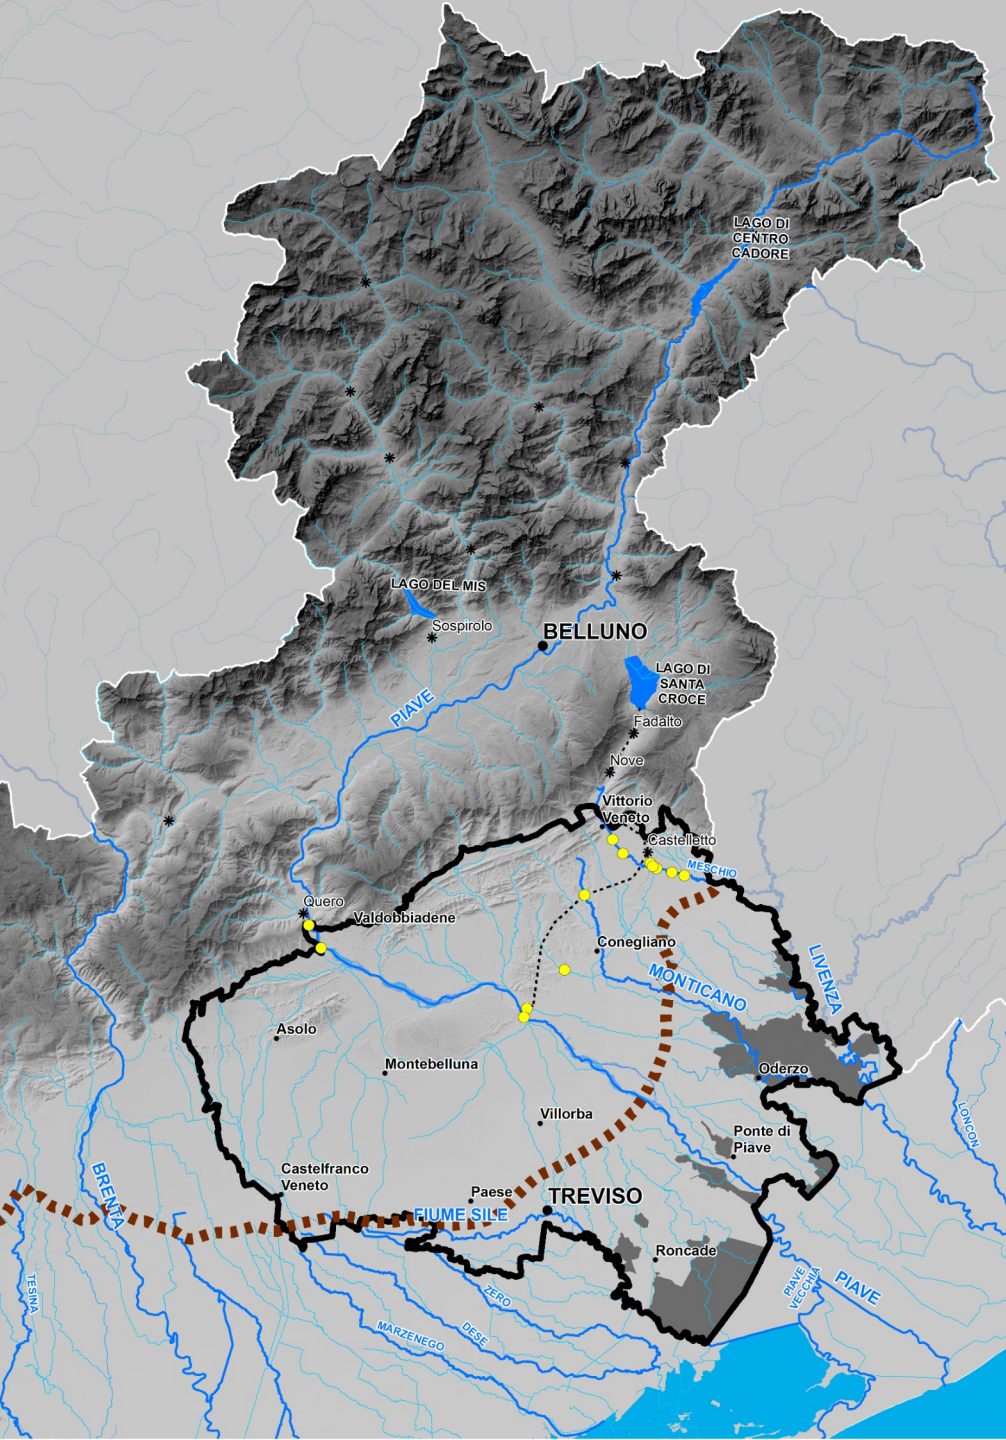 LAGO DI
CENTRO
CADORE
LAGO DEL MIS
Sospirolo
BELLUNO
LAGO DI
SANTA
CROCE
PIAVE
Fadalto
Nove
Vittorio
Veneto
Castelletto
MESCHIO
Quero
Valdobbiadene
Conegliano
LIVENZA
MONTICANO
Asolo
Montebelluna
Oderzo
Villorba
LONCON
Ponte di
Piave
Castelfranco
Veneto
BRENTA
Paese
TREVISO
FIUME SILE
Roncade
TESINA
ZERO
PIAVE
VECCHIA
PIAVE
DESE
MARZENEGO